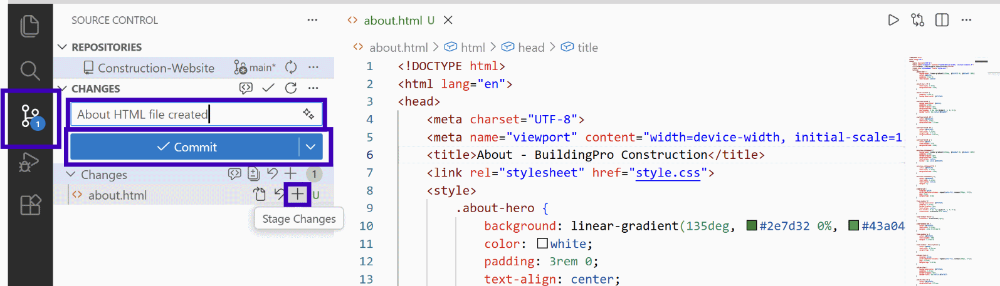 SOURCE CONTROL
REPOSITORIES
Construction-Website main*
CHANGES
About HTML file created
Commit
Changes 1
about.html U
Stage Changes
1
about.html U
about.html > html > head > title
1 <!DOCTYPE html>
2 <html lang="en">
3 <head>
4 <meta charset="UTF-8">
5 <meta name="viewport" content="width=device-width, initial-scale=1.
6 <title>About - BuildingPro Construction</title>
7 <link rel="stylesheet" href="style.css">
8 <style>
9 .about-hero {
10 background: linear-gradient(135deg, #2e7d32 0%, #43a04
11 color: white;
12 padding: 3rem 0;
13 text-align: center;